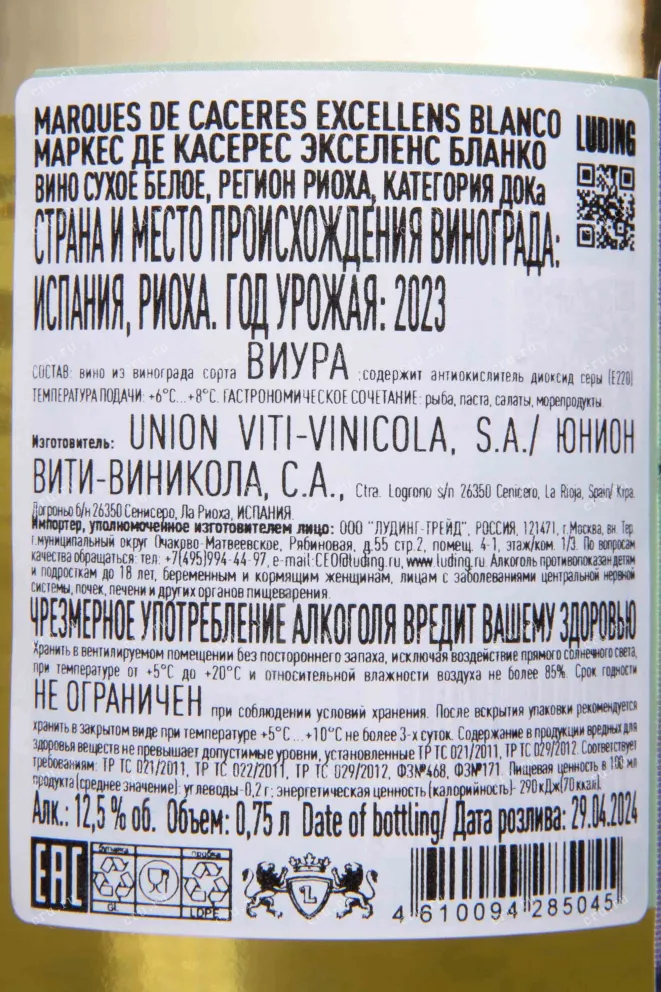 MARQUES DE CACERES EXCELLENS BLANCO
LUDING
МАРКЕС ДЕ КАСЕРЕС ЭКСЕЛЕНС БЛАНКО
ВИНО СУХОЕ БЕЛОЕ, РЕГИОН РИОХА, КАТЕГОРИЯ ДОКа
СТРАНА И МЕСТО ПРОИСХОЖДЕНИЯ ВИНОГРАДА:
ИСПАНИЯ, РИОХА. ГОД УРОЖАЯ: 2023
СОСТАВ: вино из винограда сорта ВИУРА ;содержит антиокислитель диоксид серы (Е220)
ТЕМПЕРАТУРА ПОДАЧИ: +6°С...+8°С. ГАСТРОНОМИЧЕСКОЕ СОЧЕТАНИЕ: рыба, паста, салаты, морепродукты.
Изготовитель: UNION VITI-VINICOLA, S.A./ ЮНИОН
ВИТИ-ВИНИКОЛА, С.А., Ctra. Logrono s/n 26350 Cenicero, La Rioja, Spain/ Ктра.
Логроньо б/н 26350 Сенисеро, Ла Риоха, ИСПАНИЯ
Импортер, уполномоченное изготовителем лицо: ООО "ЛУДИНГ-ТРЕЙД", РОССИЯ, 121471, г.Москва, вн. Тер.
г.муниципальный округ Очаково-Матвеевское, Рябиновая, д.55 стр.2, помещ. 4-1, этаж/ком. 1/3. По вопросам
качества обращаться: тел: +7(495)994-44-97, e-mail:CEO@luding.ru, www.luding.ru. Алкоголь противопоказан детям
и подросткам до 18 лет, беременным и кормящим женщинам, лицам с заболеваниями центральной нервной
системы, почек, печени и других органов пищеварения.
ЧРЕЗМЕРНОЕ УПОТРЕБЛЕНИЕ АЛКОГОЛЯ ВРЕДИТ ВАШЕМУ ЗДОРОВЬЮ
Хранить в вентилируемом помещении без постороннего запаха, исключая воздействие прямого солнечного света,
при температуре от +5°С до +20°С и относительной влажности воздуха не более 85%. Срок годности
НЕ ОГРАНИЧЕН при соблюдении условий хранения. После вскрытия упаковки рекомендуется
хранить в закрытом виде при температуре +5°С...+10°С не более 3-х суток. Содержание в продукции вредных для
здоровья веществ не превышает допустимые уровни, установленные ТР ТС 021/2011, ТР ТС 029/2012. Соответствует
требованиям: ТР ТС 021/2011, ТР ТС 022/2011, ТР ТС 029/2012, ФЗ№468, ФЗ№171. Пищевая ценность в 100 мл
продукта (среднее значение): углеводы- 0,2 г; энергетическая ценность (калорийность)- 290 кДж(70 ккал).
Алк.: 12,5 % об. Объем: 0,75 л Date of bottling/ Дата розлива: 29.04.2024
ЕАС
бутылка
пробка
GL
LDPE
L
4 610094 285045